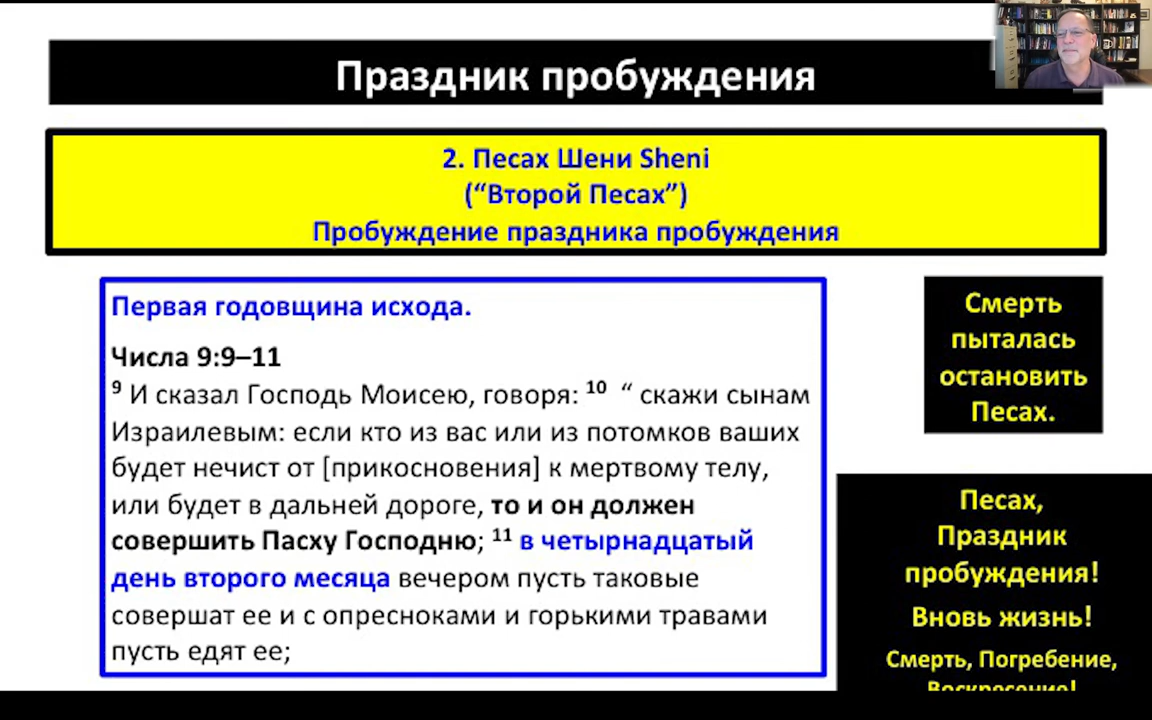 Праздник пробуждения
2. Песах Шени Sheni
(“Второй Песах”)
Пробуждение праздника пробуждения
Первая годовщина исхода.
Числа 9:9–11
9 И сказал Господь Моисею, говоря: 10 “ скажи сынам
Израилевым: если кто из вас или из потомков ваших
будет нечист от [прикосновения] к мертвому телу,
или будет в дальней дороге, то и он должен
совершить Пасху Господню; 11 в четырнадцатый
день второго месяца вечером пусть таковые
совершат ее и с опресноками и горькими травами
пусть едят ее;
Смерть
пыталась
остановить
Песах.
Песах,
Праздник
пробуждения!
Вновь жизнь!
Смерть, Погребение,
Воскресение!